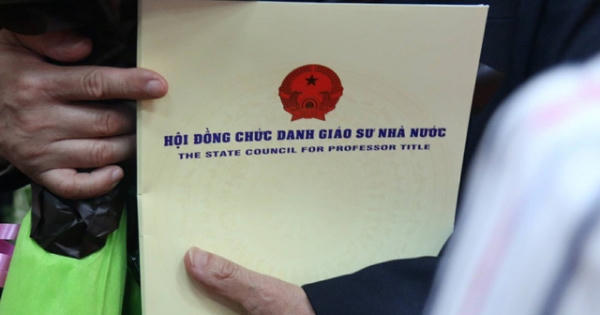 HỘI ĐỒNG CHỨC DANH GIÁO SƯ NHÀ NƯỚC
THE STATE COUNCIL FOR PROFESSOR TITLE